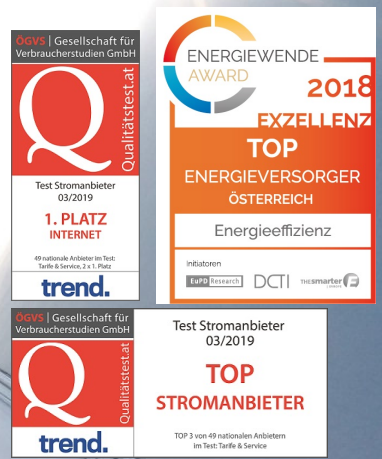 ÖGVS | Gesellschaft für
Verbraucherstudien GmbH
Q
Qualitätstest.at
Test Stromanbieter
03/2019
1. PLATZ
INTERNET
49 nationale Anbieter im Test:
Tarife & Service, 2 x 1. Platz
trend.
ENERGIEWENDE
AWARD
2018
EXZELLENZ
TOP
ENERGIEVERSORGER
ÖSTERREICH
Energieeffizienz
Initiatoren
EuPD Research
DCTI
THE smarter E
ÖGVS | Gesellschaft für
Verbraucherstudien GmbH
Q
Qualitätstest.at
trend.
Test Stromanbieter
03/2019
TOP
STROMANBIETER
TOP 3 von 49 nationalen Anbietern
im Test: Tarife & Service